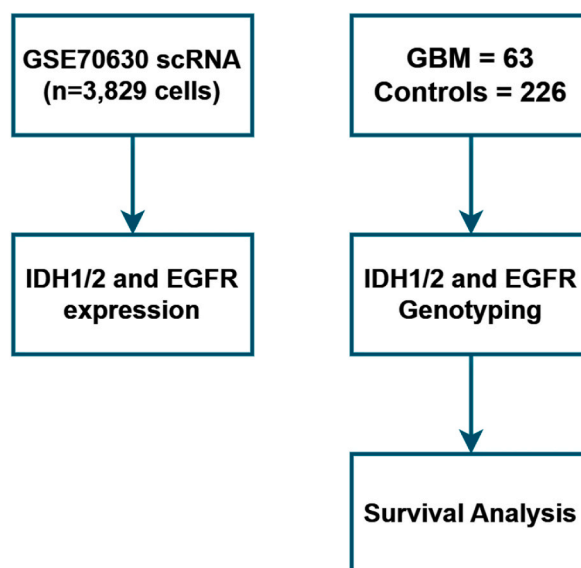 GSE70630 scRNA
(n=3,829 cells)
IDH1/2 and EGFR
expression
GBM = 63
Controls = 226
IDH1/2 and EGFR
Genotyping
Survival Analysis